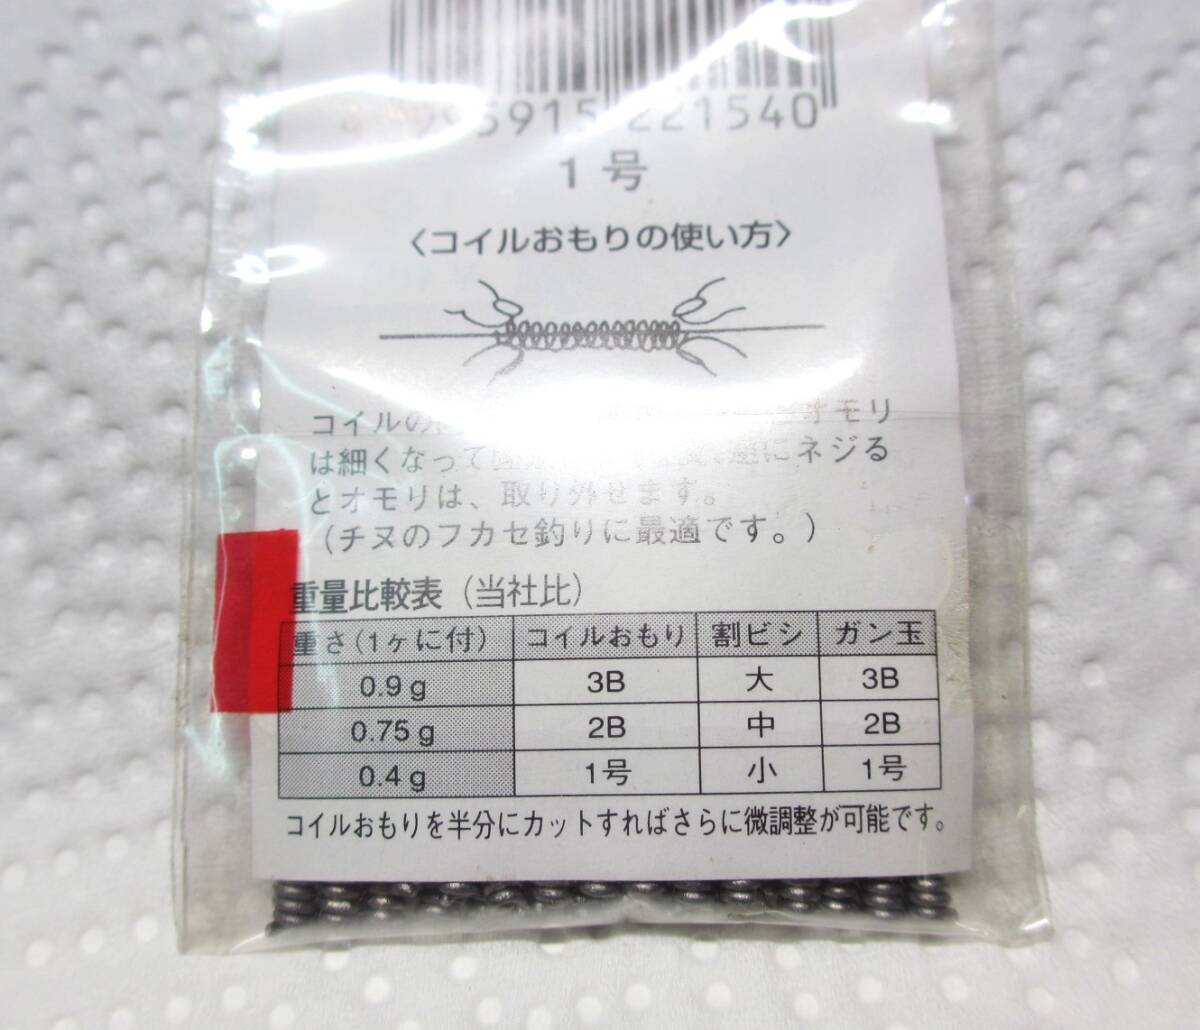 5915 221540
1号
〈コイルおもりの使い方〉
コイルの オモリ
は細くなって 逆にネジる
とオモリは、取り外せます。
(チヌのフカセ釣りに最適です。)
重量比較表(当社比)
重さ(1ヶに付) コイルおもり 割ビシ ガン玉
0.9g 3B 大 3B
0.75g 2B 中 2B
0.4g 1号 小 1号
コイルおもりを半分にカットすればさらに微調整が可能です。